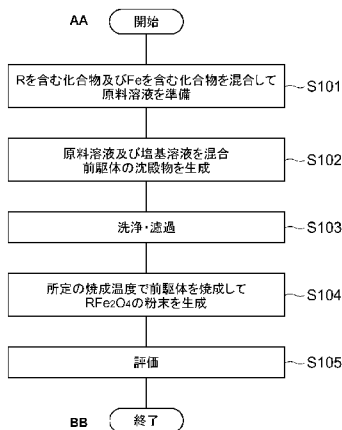 AA 開始
Rを含む化合物及びFeを含む化合物を混合して
原料溶液を準備
S101
原料溶液及び塩基溶液を混合
前駆体の沈殿物を生成
S102
洗浄・濾過
S103
所定の焼成温度で前駆体を焼成して
RFe₂O₄の粉末を生成
S104
評価
S105
BB 終了